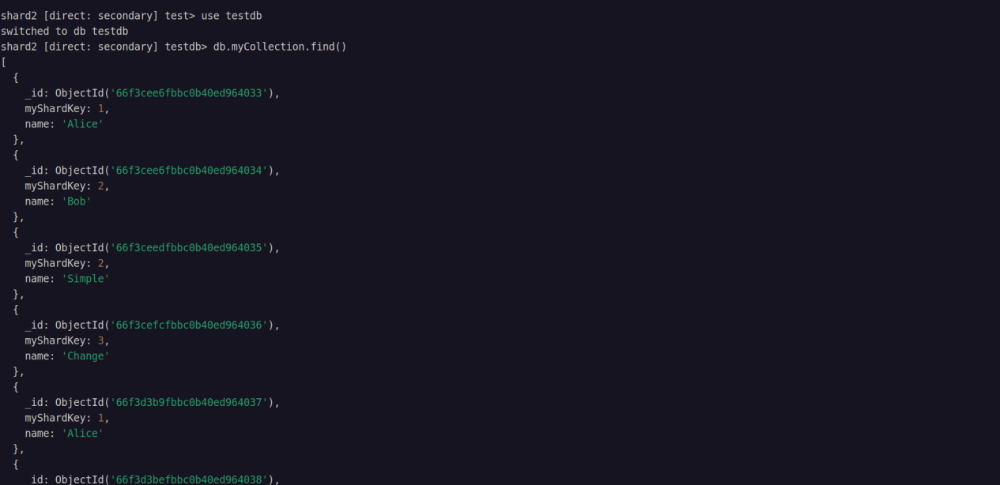 shard2 [direct: secondary] test> use testdb
switched to db testdb
shard2 [direct: secondary] testdb> db.myCollection.find()
[
  {
    _id: ObjectId('66f3cee6fbbc0b40ed964033'),
    myShardKey: 1,
    name: 'Alice'
  },
  {
    _id: ObjectId('66f3cee6fbbc0b40ed964034'),
    myShardKey: 2,
    name: 'Bob'
  },
  {
    _id: ObjectId('66f3ceedfbbc0b40ed964035'),
    myShardKey: 2,
    name: 'Simple'
  },
  {
    _id: ObjectId('66f3cefcfbbc0b40ed964036'),
    myShardKey: 3,
    name: 'Change'
  },
  {
    _id: ObjectId('66f3d3b9fbbc0b40ed964037'),
    myShardKey: 1,
    name: 'Alice'
  },
  {
    _id: ObjectId('66f3d3befbbc0b40ed964038'),